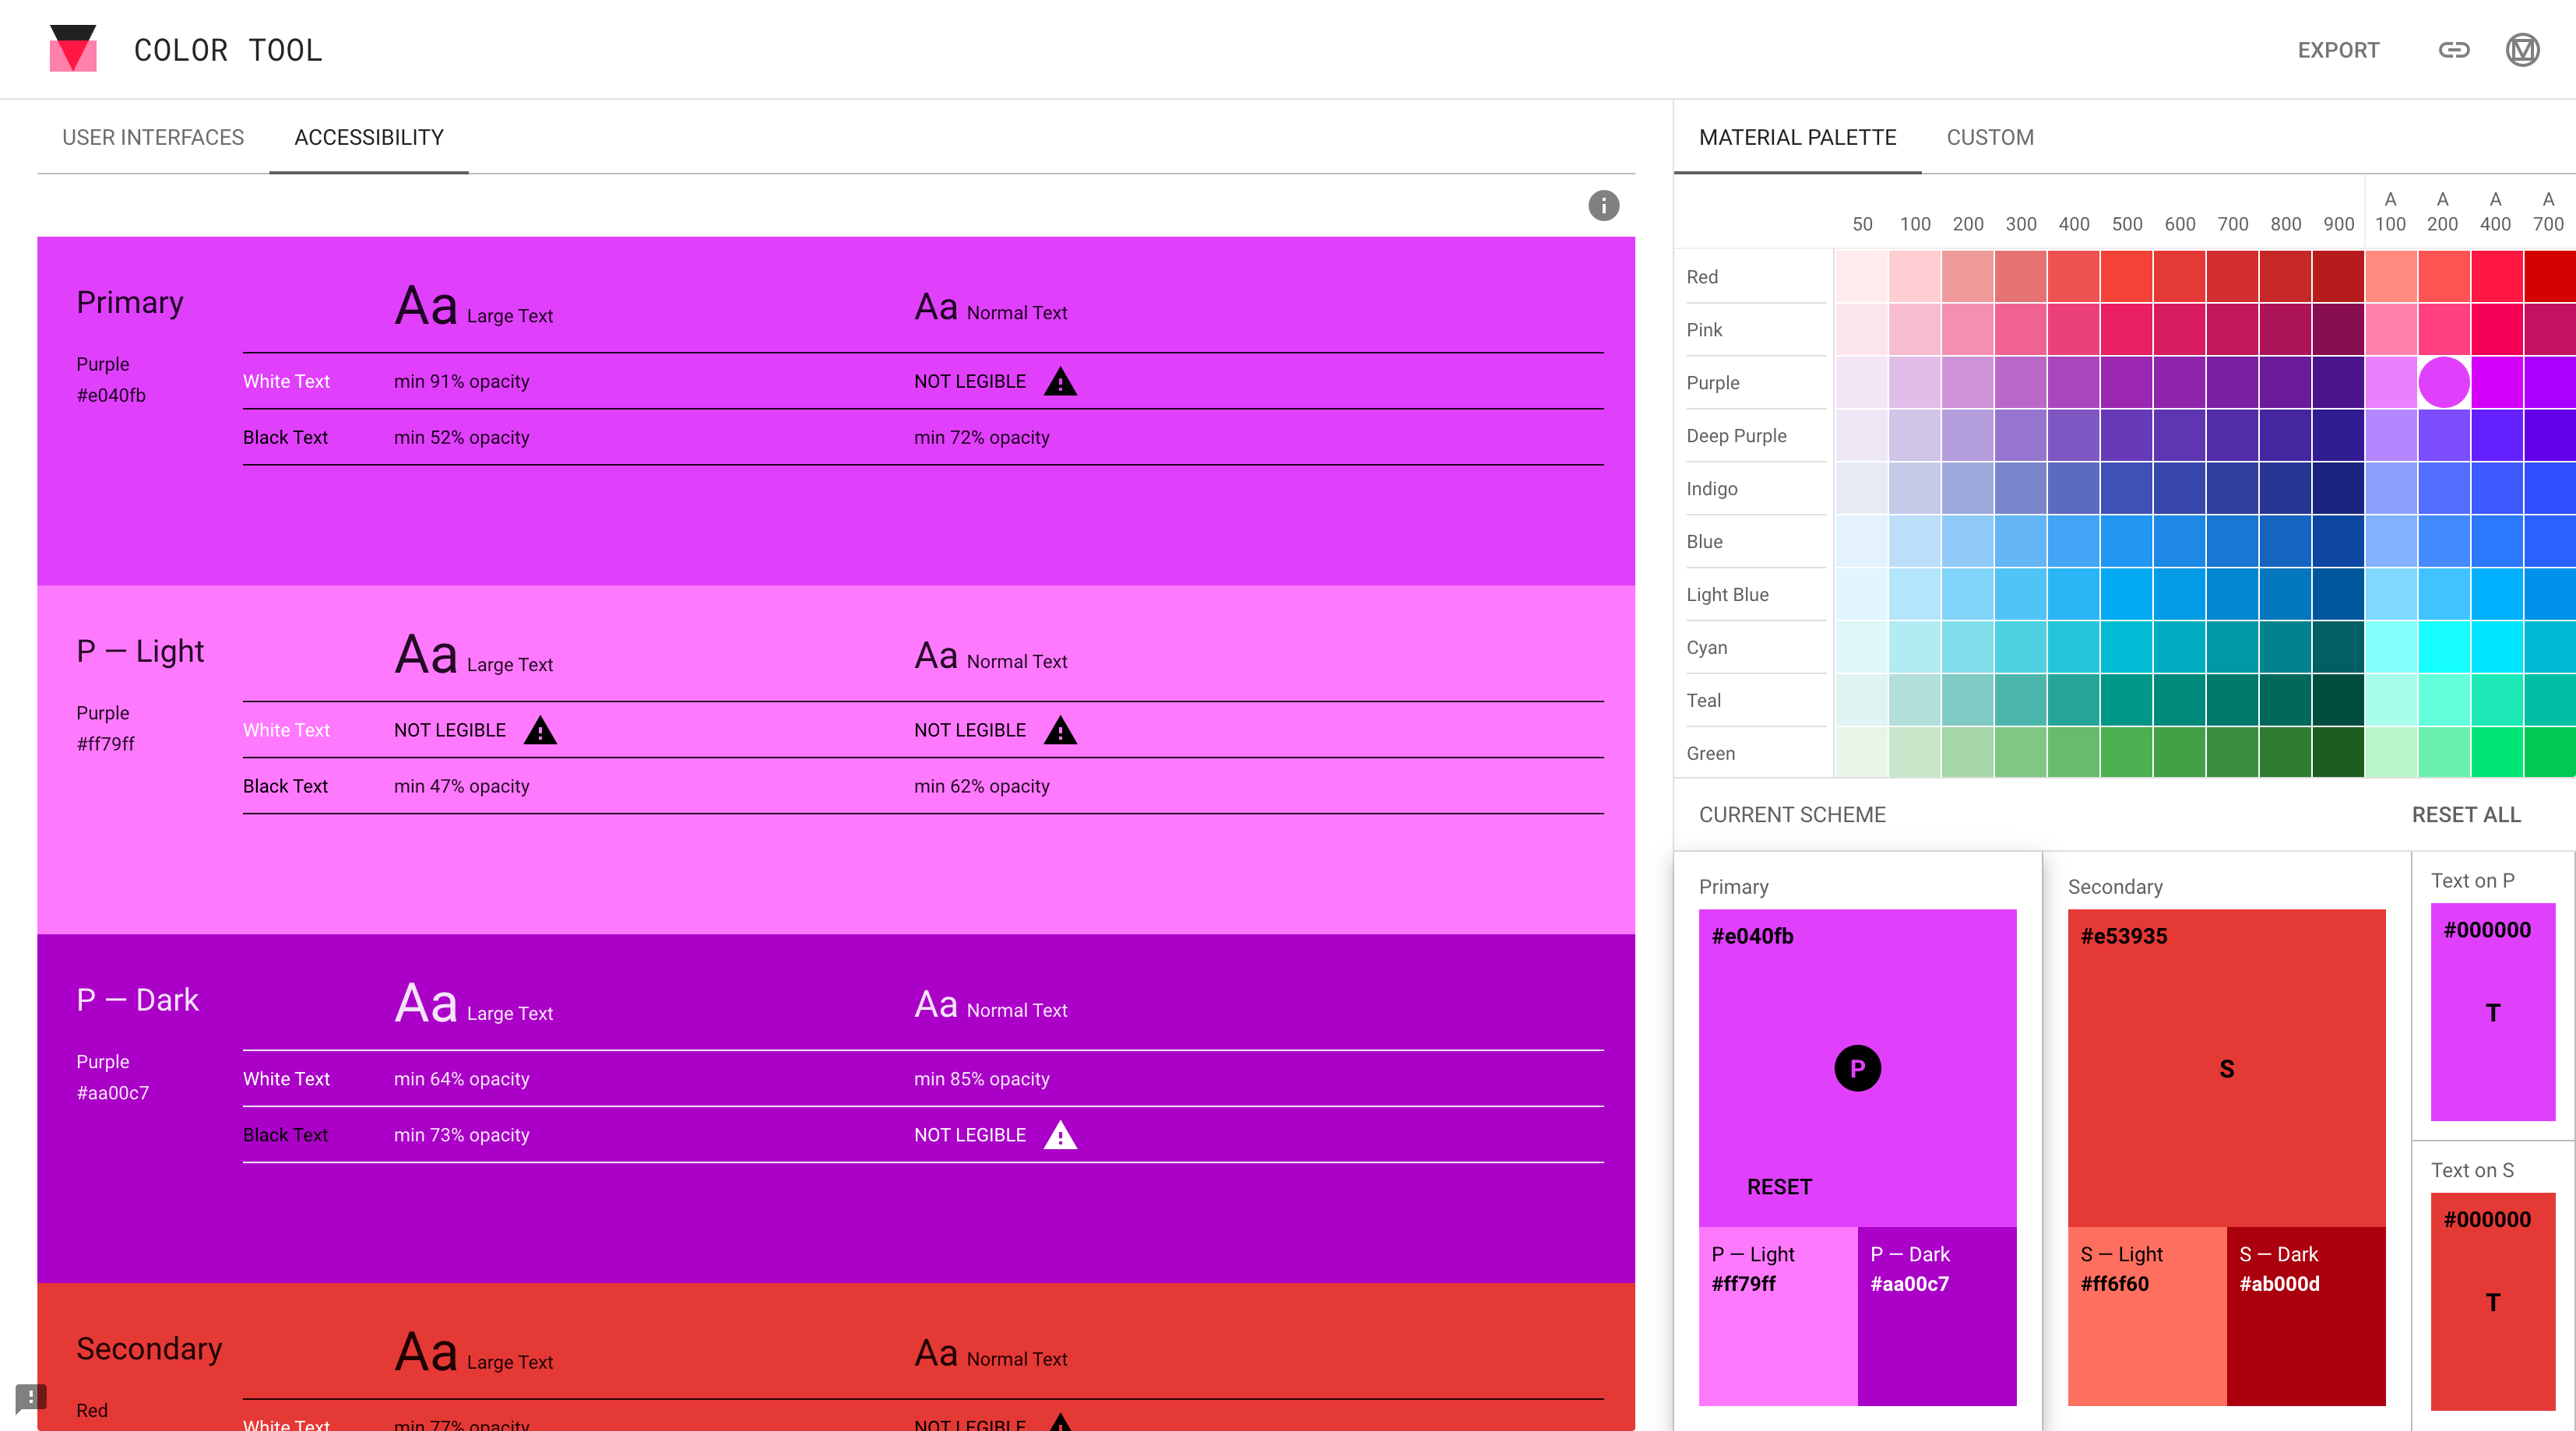 COLOR TOOL
EXPORT
USER INTERFACES
ACCESSIBILITY
Primary
Aa Large Text
Aa Normal Text
Purple
#e040fb
White Text
min 91% opacity
NOT LEGIBLE
Black Text
min 52% opacity
min 72% opacity
P — Light
Aa Large Text
Aa Normal Text
Purple
#ff79ff
White Text
NOT LEGIBLE
NOT LEGIBLE
Black Text
min 47% opacity
min 62% opacity
P — Dark
Aa Large Text
Aa Normal Text
Purple
#aa00c7
White Text
min 64% opacity
min 85% opacity
Black Text
min 73% opacity
NOT LEGIBLE
Secondary
Aa Large Text
Aa Normal Text
Red
White Text
min 77% opacity
NOT LEGIBLE
MATERIAL PALETTE
CUSTOM
50 100 200 300 400 500 600 700 800 900 A 100 A 200 A 400 A 700
Red
Pink
Purple
Deep Purple
Indigo
Blue
Light Blue
Cyan
Teal
Green
CURRENT SCHEME
RESET ALL
Primary
#e040fb
P
RESET
P — Light
#ff79ff
P — Dark
#aa00c7
Secondary
#e53935
S
S — Light
#ff6f60
S — Dark
#ab000d
Text on P
#000000
T
Text on S
#000000
T